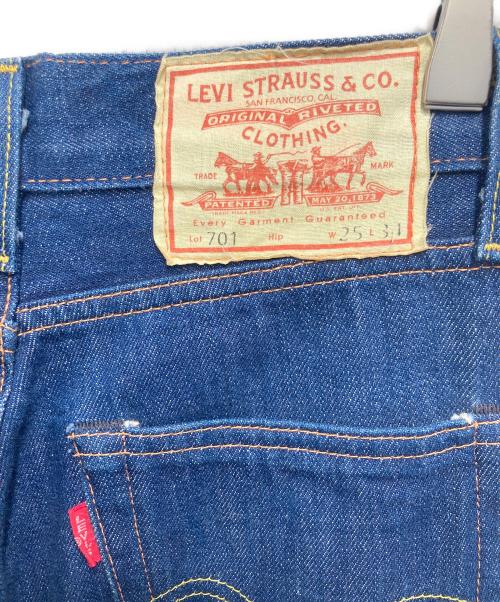 LEVI STRAUSS & CO.
SAN FRANCISCO, CAL.
ORIGINAL RIVETED
CLOTHING.
TRADE MARK
PATENTED MAY 20, 1873
Every Garment Guaranteed
Lot 701 Hip W 25 L 31
LEVI'S